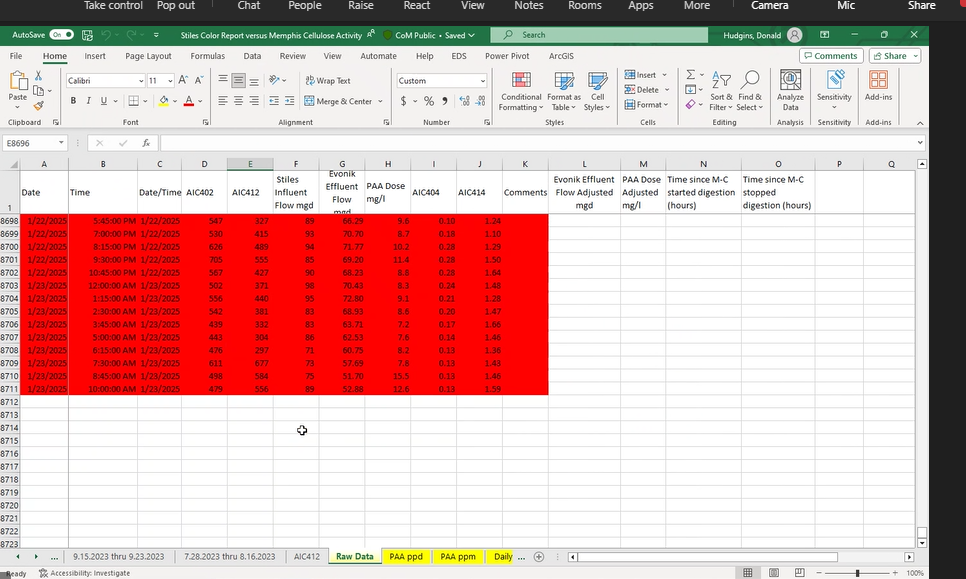 Take control Pop out Chat People Raise React View Notes Rooms Apps More Camera Mic Share
AutoSave On Stiles Color Report versus Memphis Cellulose Activity CoM Public • Saved Search Hudgins, Donald
File Home Insert Page Layout Formulas Data Review View Automate Help EDS Power Pivot ArcGIS Comments Share
Paste Calibri 11 A A Wrap Text Custom Conditional Formatting Format as Table Cell Styles Insert Delete Format Sort & Filter Find & Select Analyze Data Sensitivity Add-ins
B I U A Merge & Center $ % ,
Clipboard Font Alignment Number Styles Cells Editing Analysis Sensitivity Add-ins
E8696 fx
A B C D E F G H I J K L M N O P Q
1 Date Time Date/Time AIC402 AIC412 Stiles Influent Flow mgd Evonik Effluent Flow mgd PAA Dose mg/l AIC404 AIC414 Comments Evonik Effluent Flow Adjusted mgd PAA Dose Adjusted mg/l Time since M-C started digestion (hours) Time since M-C stopped digestion (hours)
8698 1/22/2025 5:45:00 PM 1/22/2025 547 327 89 66.29 9.6 0.10 1.24
8699 1/22/2025 7:00:00 PM 1/22/2025 530 415 93 70.70 8.7 0.18 1.10
8700 1/22/2025 8:15:00 PM 1/22/2025 626 489 94 71.77 10.2 0.28 1.29
8701 1/22/2025 9:30:00 PM 1/22/2025 705 555 85 69.20 11.4 0.28 1.50
8702 1/22/2025 10:45:00 PM 1/22/2025 567 427 90 68.23 8.8 0.28 1.64
8703 1/23/2025 12:00:00 AM 1/23/2025 502 371 98 70.43 8.3 0.24 1.48
8704 1/23/2025 1:15:00 AM 1/23/2025 556 440 95 72.80 9.1 0.21 1.28
8705 1/23/2025 2:30:00 AM 1/23/2025 542 381 83 68.93 8.6 0.20 1.47
8706 1/23/2025 3:45:00 AM 1/23/2025 439 332 83 63.71 7.2 0.17 1.66
8707 1/23/2025 5:00:00 AM 1/23/2025 443 304 66 62.53 7.6 0.14 1.46
8708 1/23/2025 6:15:00 AM 1/23/2025 476 297 71 60.75 8.2 0.13 1.36
8709 1/23/2025 7:30:00 AM 1/23/2025 611 677 73 57.69 7.8 0.13 1.43
8710 1/23/2025 8:45:00 AM 1/23/2025 498 584 75 51.70 15.5 0.13 1.46
8711 1/23/2025 10:00:00 AM 1/23/2025 479 556 89 52.88 12.6 0.13 1.59
8712
8713
8714
8715
8716
8717
8718
8719
8720
8721
8722
8723
... 9.15.2023 thru 9.23.2023 7.28.2023 thru 8.16.2023 AIC412 Raw Data PAA ppd PAA ppm Daily ...
Ready Accessibility: Investigate 100%